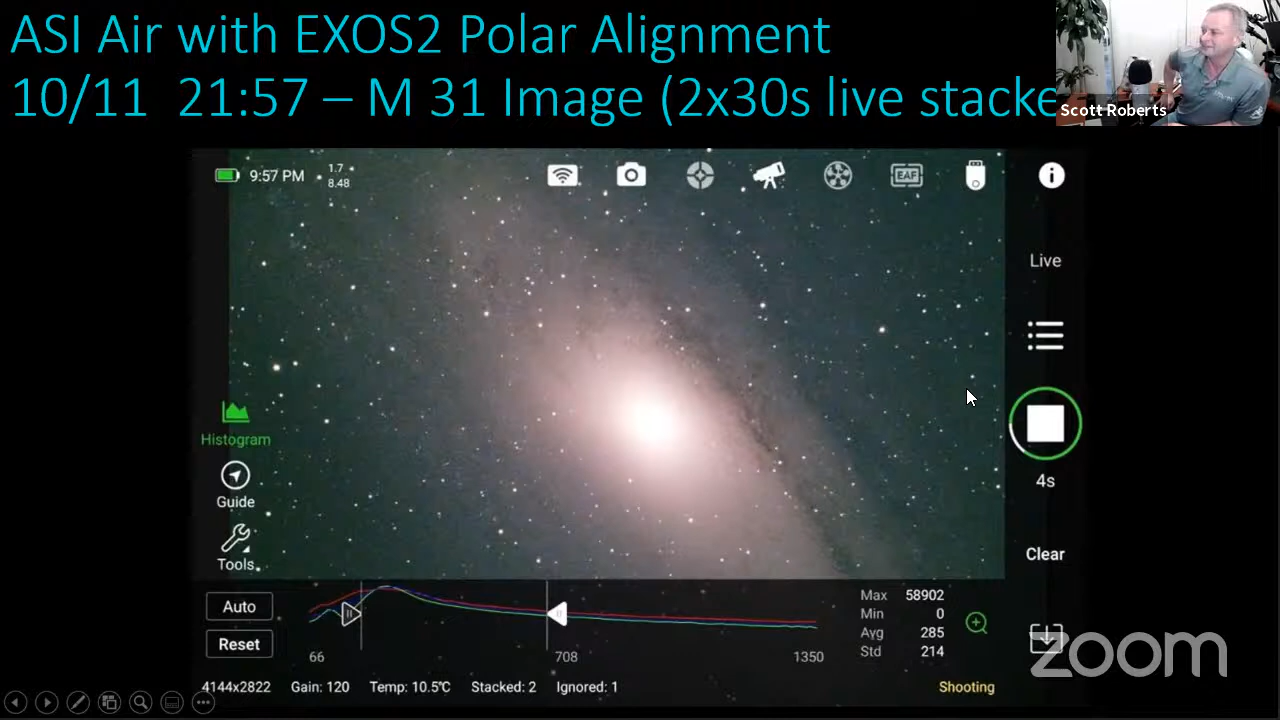 ASI Air with EXOS2 Polar Alignment
10/11 21:57 – M 31 Image (2x30s live stacke
Scott Roberts
9:57 PM
1.7
8.48
EAF
Live
Histogram
Guide
Tools
4s
Clear
Auto
Reset
66
708
1350
Max 58902
Min 0
Avg 285
Std 214
4144x2822 Gain: 120 Temp: 10.5℃ Stacked: 2 Ignored: 1
Shooting
zoom